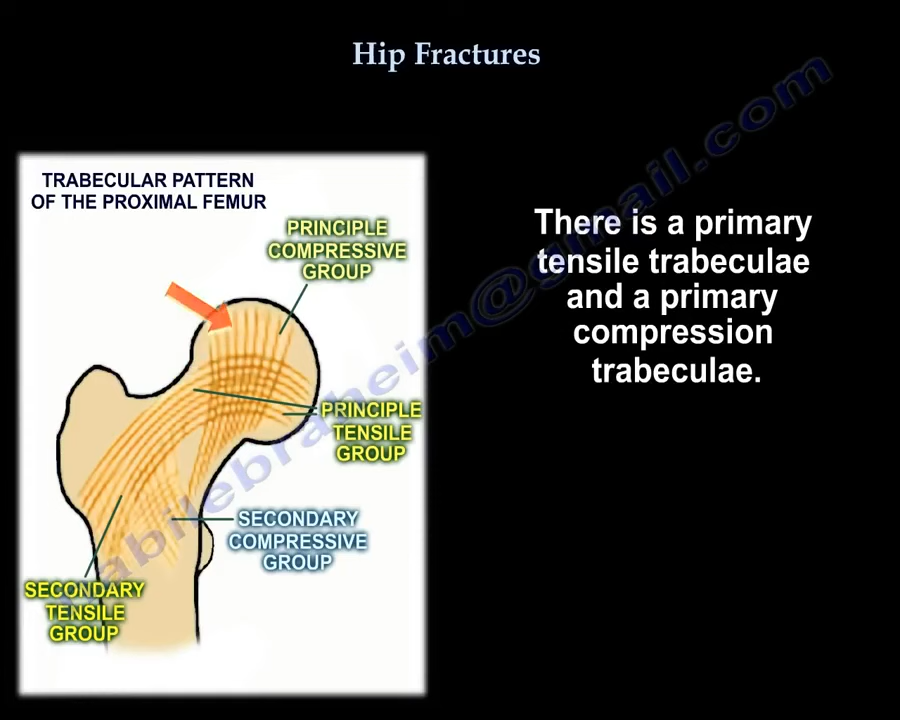 Hip Fractures
TRABECULAR PATTERN
OF THE PROXIMAL FEMUR
PRINCIPLE
COMPRESSIVE
GROUP
PRINCIPLE
TENSILE
GROUP
SECONDARY
COMPRESSIVE
GROUP
SECONDARY
TENSILE
GROUP
There is a primary
tensile trabeculae
and a primary
compression
trabeculae.